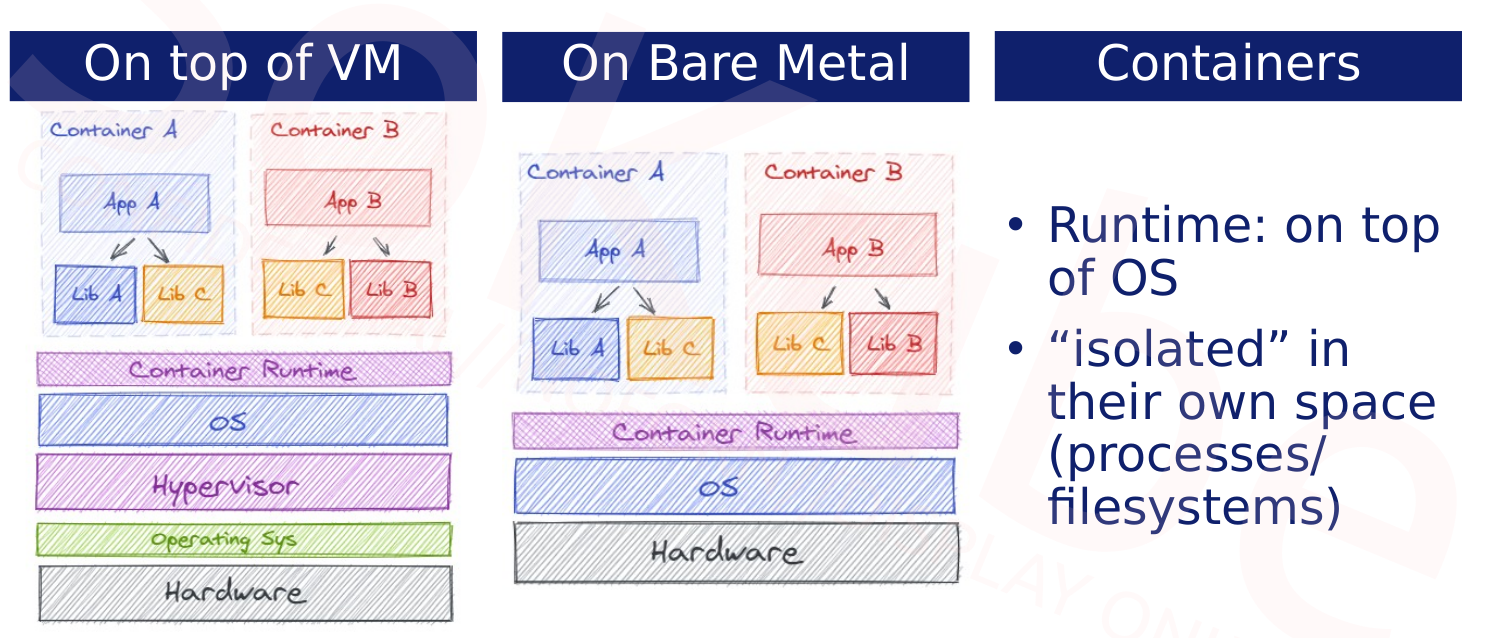 On top of VM
On Bare Metal
Containers
Container A
Container B
App A
App B
Lib A
Lib C
Lib C
Lib B
Container Runtime
OS
Hypervisor
Operating Sys
Hardware
Container A
Container B
App A
App B
Lib A
Lib C
Lib C
Lib B
Container Runtime
OS
Hardware
• Runtime: on top
of OS
• “isolated” in
their own space
(processes/
filesystems)